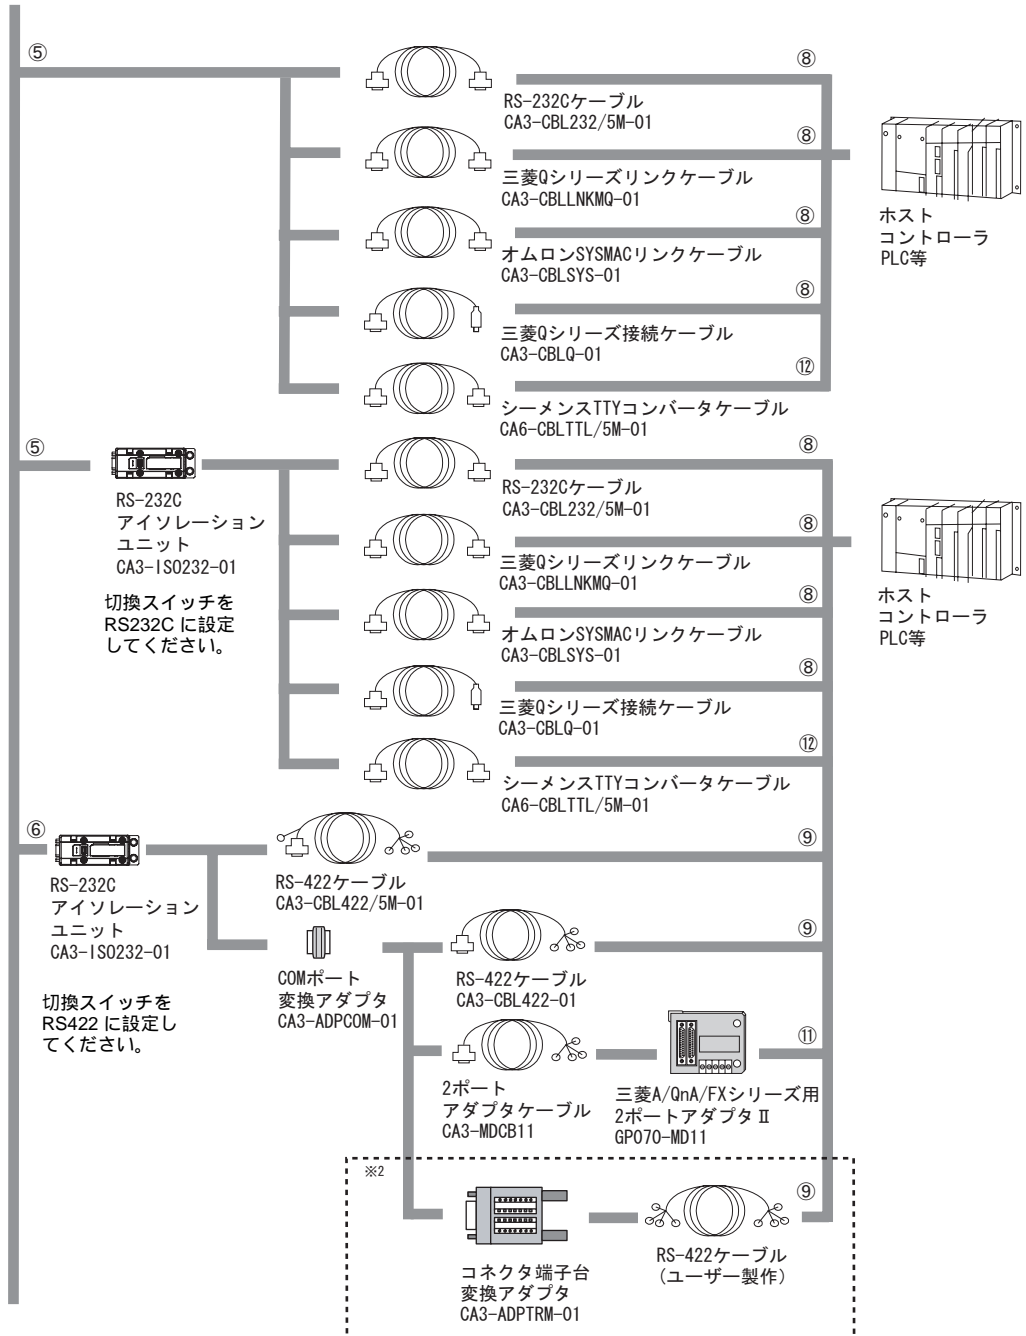 ⑤
⑧
RS-232Cケーブル
CA3-CBL232/5M-01
⑧
三菱Qシリーズリンクケーブル
CA3-CBLLNKMQ-01
⑧
オムロンSYSMACリンクケーブル
CA3-CBLSYS-01
⑧
三菱Qシリーズ接続ケーブル
CA3-CBLQ-01
⑫
シーメンスTTYコンバータケーブル
CA6-CBLTTL/5M-01
ホスト
コントローラ
PLC等
⑤
RS-232C
アイソレーション
ユニット
CA3-ISO232-01
切換スイッチを
RS232C に設定
してください。
⑧
RS-232Cケーブル
CA3-CBL232/5M-01
⑧
三菱Qシリーズリンクケーブル
CA3-CBLLNKMQ-01
⑧
オムロンSYSMACリンクケーブル
CA3-CBLSYS-01
⑧
三菱Qシリーズ接続ケーブル
CA3-CBLQ-01
⑫
シーメンスTTYコンバータケーブル
CA6-CBLTTL/5M-01
ホスト
コントローラ
PLC等
⑥
RS-232C
アイソレーション
ユニット
CA3-ISO232-01
切換スイッチを
RS422 に設定し
てください。
⑨
RS-422ケーブル
CA3-CBL422/5M-01
COMポート
変換アダプタ
CA3-ADPCOM-01
⑨
RS-422ケーブル
CA3-CBL422-01
⑪
2ポート
アダプタケーブル
CA3-MDCB11
三菱A/QnA/FXシリーズ用
2ポートアダプタⅡ
GP070-MD11
※2
⑨
コネクタ端子台
変換アダプタ
CA3-ADPTRM-01
RS-422ケーブル
(ユーザー製作)